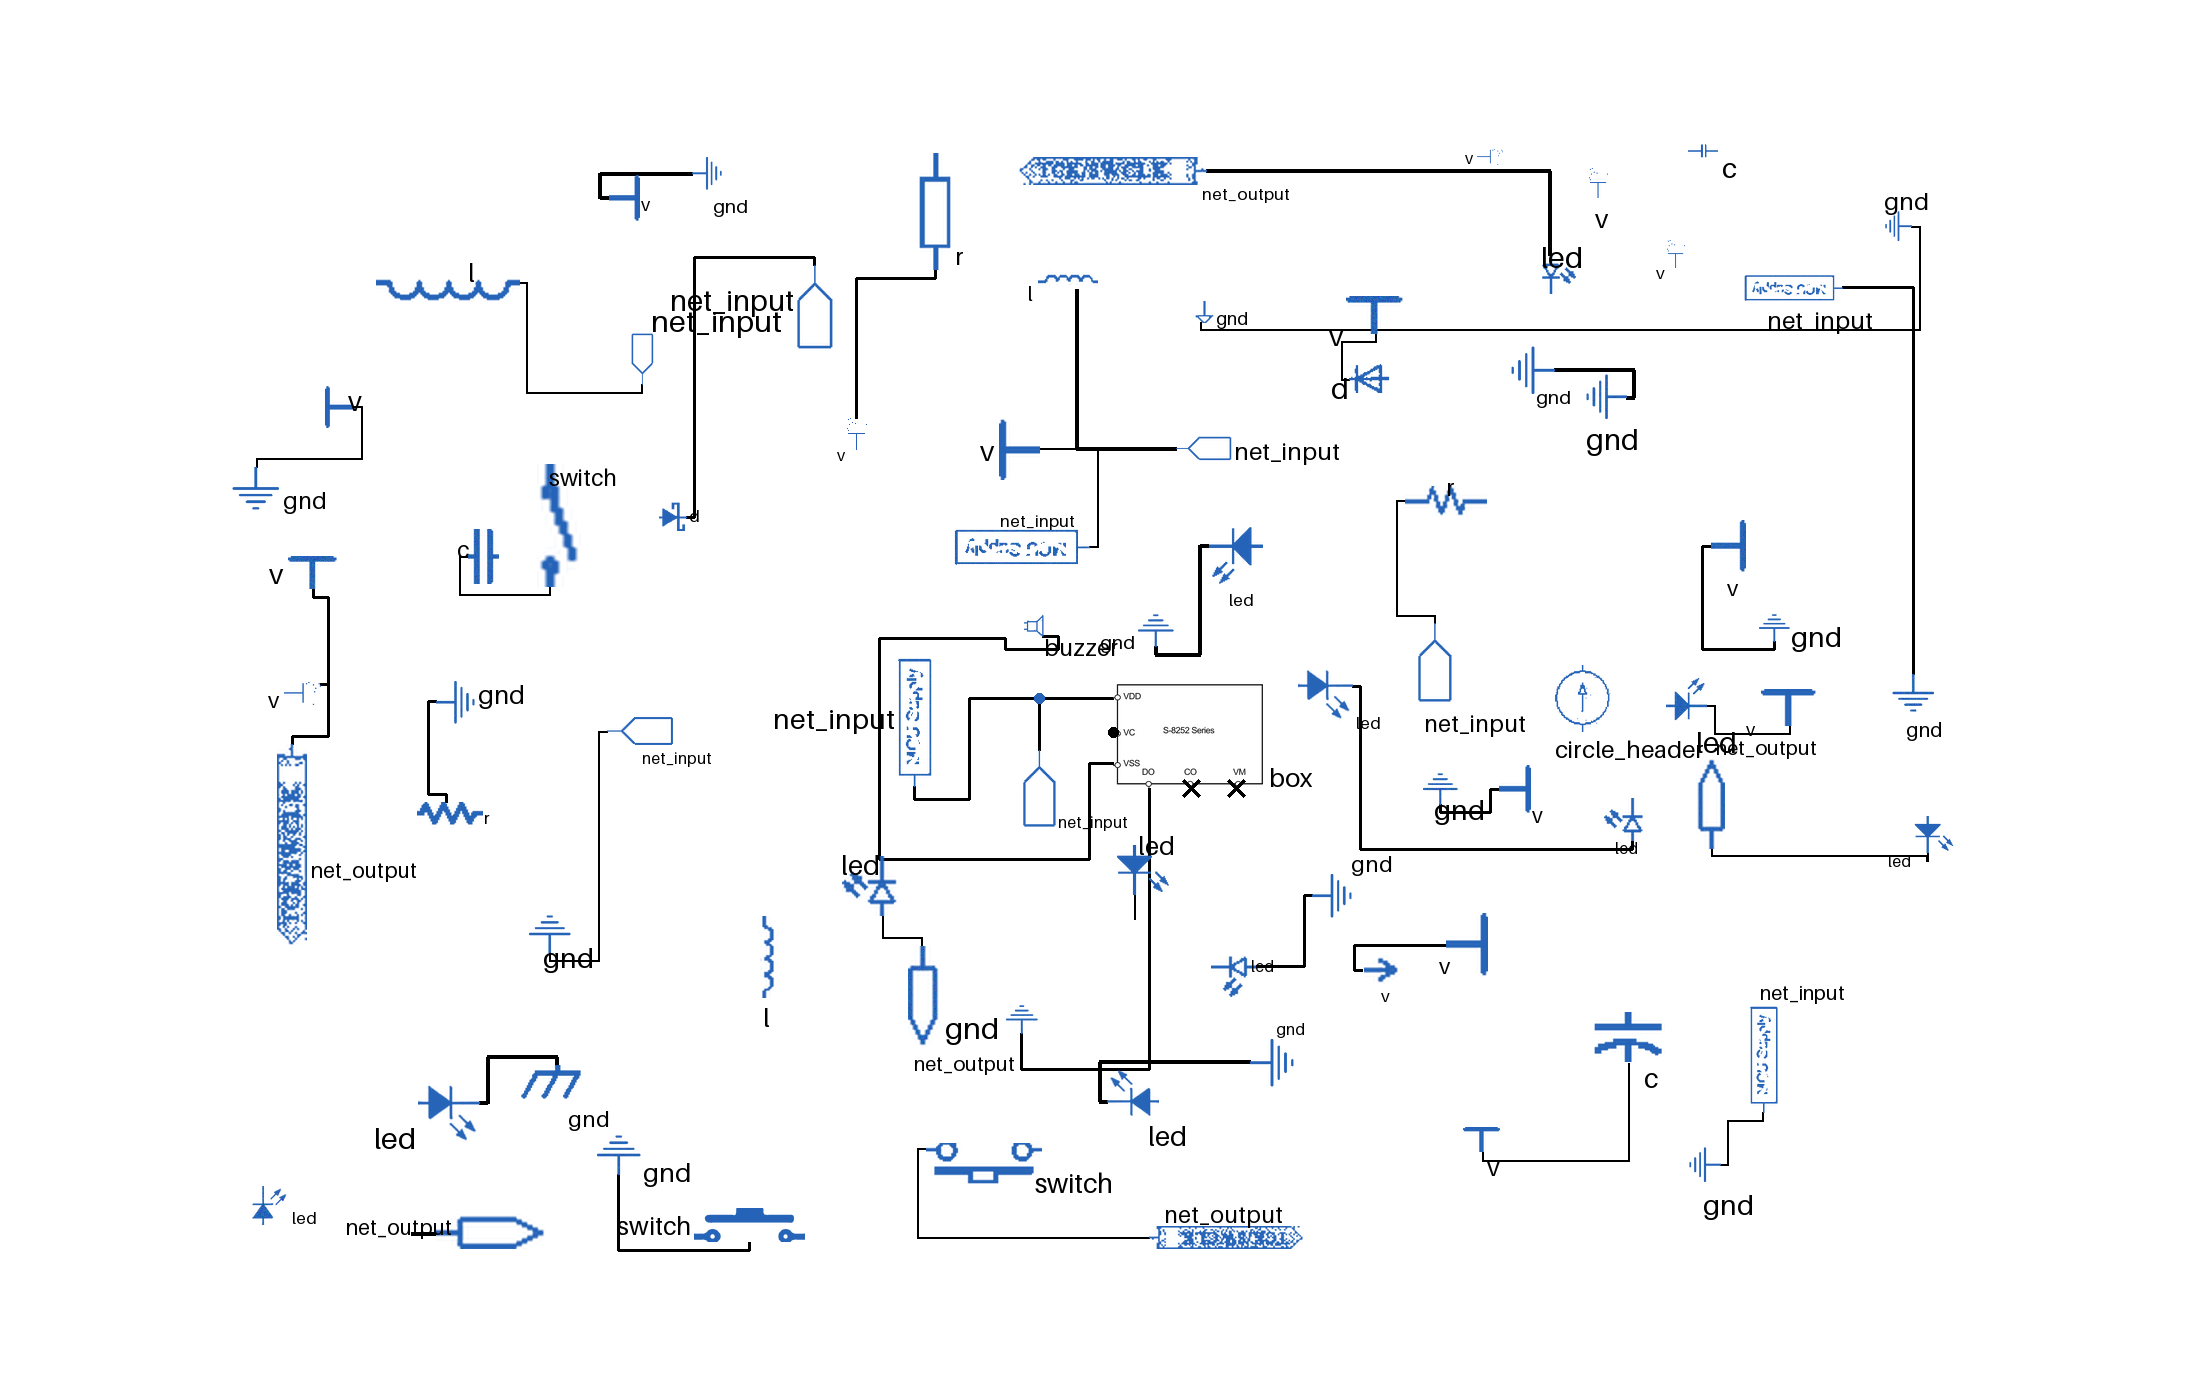 v
c
gnd
v
net_output
gnd
v
r
led
l
v
net_input
l
gnd
net_input
net_input
v
d
gnd
v
gnd
v
net_input
v
switch
r
gnd
d
net_input
c
v
v
led
gnd
buzzer
gnd
gnd
v
VDD
net_input
led
net_input
v
gnd
VC
S-8252 Series
led
net_output
circle_header
net_input
VSS
DO
CO
VM
box
gnd
v
r
net_input
led
led
led
gnd
led
net_output
gnd
led
v
v
net_input
l
gnd
gnd
net_output
c
gnd
led
led
v
gnd
switch
gnd
led
net_output
switch
net_output